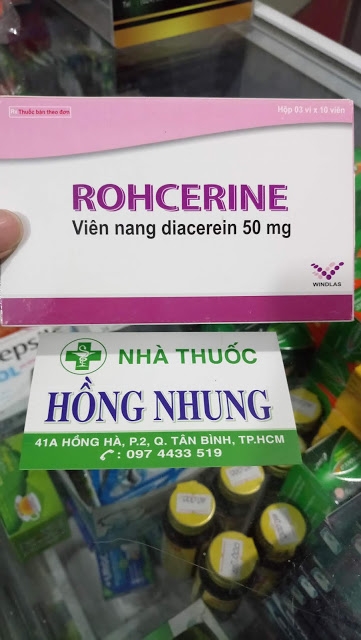 Rx Thuốc bán theo đơn
Hộp 03 vỉ x 10 viên
ROHCERINE
Viên nang diacerein 50 mg
WINDLAS
NHÀ THUỐC
HỒNG NHUNG
41A HỒNG HÀ, P.2, Q. TÂN BÌNH, TP.HCM
: 097 4433 519